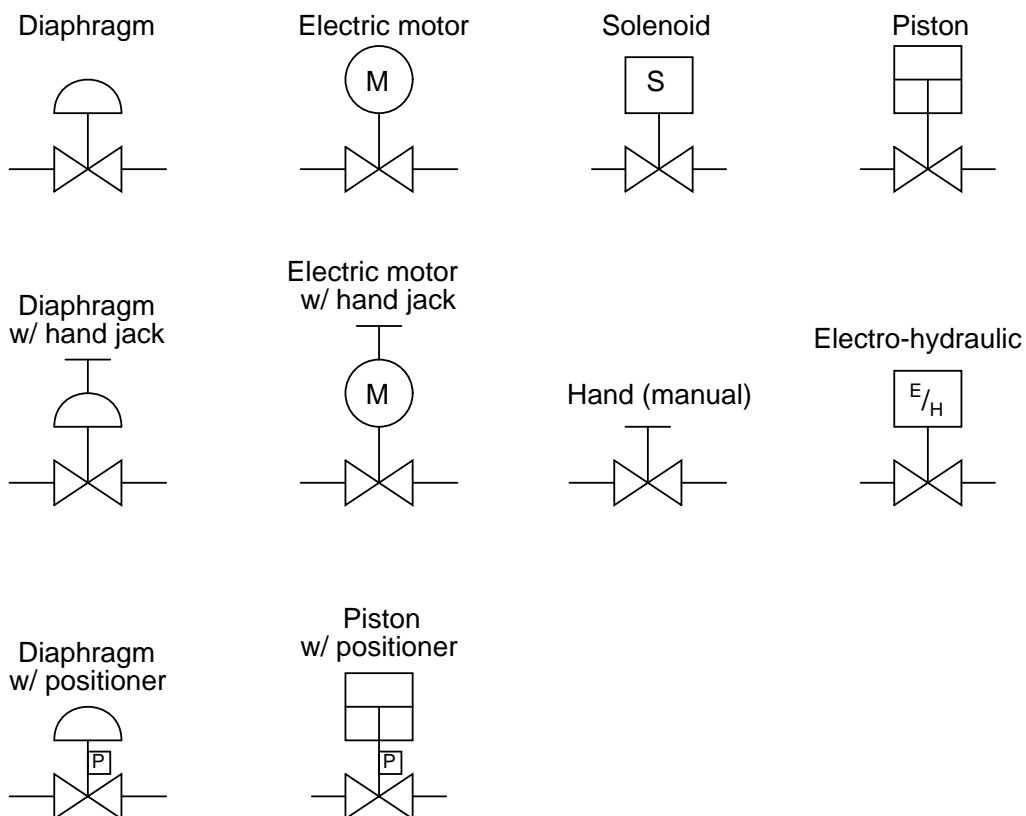 Diaphragm
Electric motor
Solenoid
Piston
M
S
Diaphragm
w/ hand jack
Electric motor
w/ hand jack
Hand (manual)
Electro-hydraulic
M
E/H
Diaphragm
w/ positioner
Piston
w/ positioner
P
P